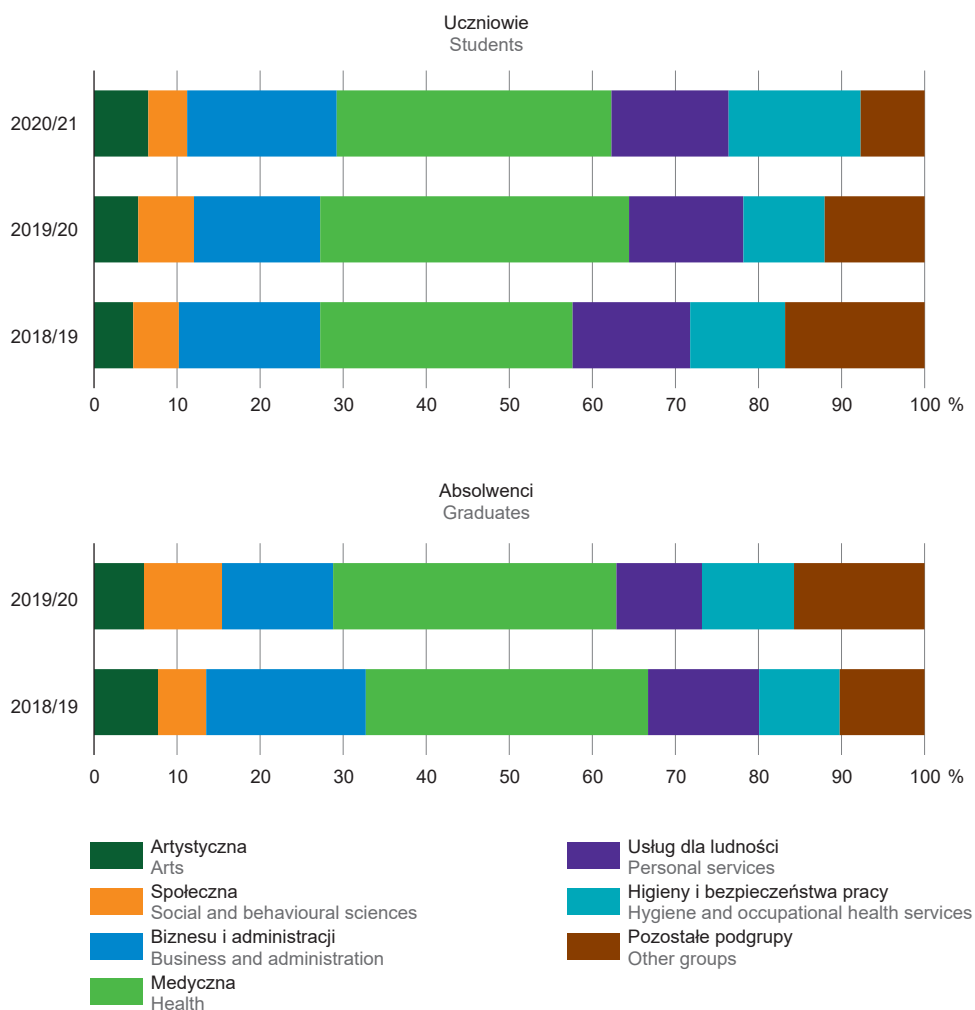 Uczniowie
Students
2020/21
2019/20
2018/19
0 10 20 30 40 50 60 70 80 90 100 %
Absolwenci
Graduates
2019/20
2018/19
0 10 20 30 40 50 60 70 80 90 100 %
Artystyczna
Arts
Społeczna
Social and behavioural sciences
Biznesu i administracji
Business and administration
Medyczna
Health
Usług dla ludności
Personal services
Higieny i bezpieczeństwa pracy
Hygiene and occupational health services
Pozostałe podgrupy
Other groups